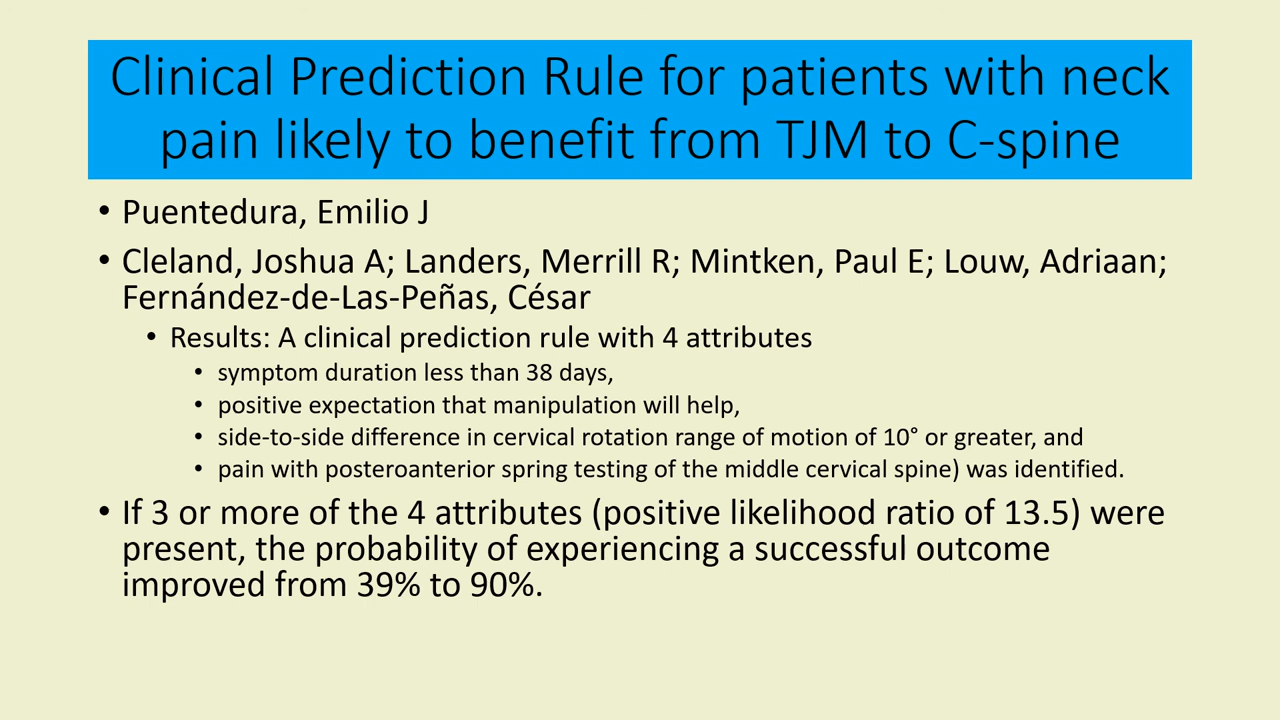 Clinical Prediction Rule for patients with neck
pain likely to benefit from TJM to C-spine
• Puentedura, Emilio J
• Cleland, Joshua A; Landers, Merrill R; Mintken, Paul E; Louw, Adriaan;
Fernández-de-Las-Peñas, César
• Results: A clinical prediction rule with 4 attributes
• symptom duration less than 38 days,
• positive expectation that manipulation will help,
• side-to-side difference in cervical rotation range of motion of 10° or greater, and
• pain with posteroanterior spring testing of the middle cervical spine) was identified.
• If 3 or more of the 4 attributes (positive likelihood ratio of 13.5) were
present, the probability of experiencing a successful outcome
improved from 39% to 90%.